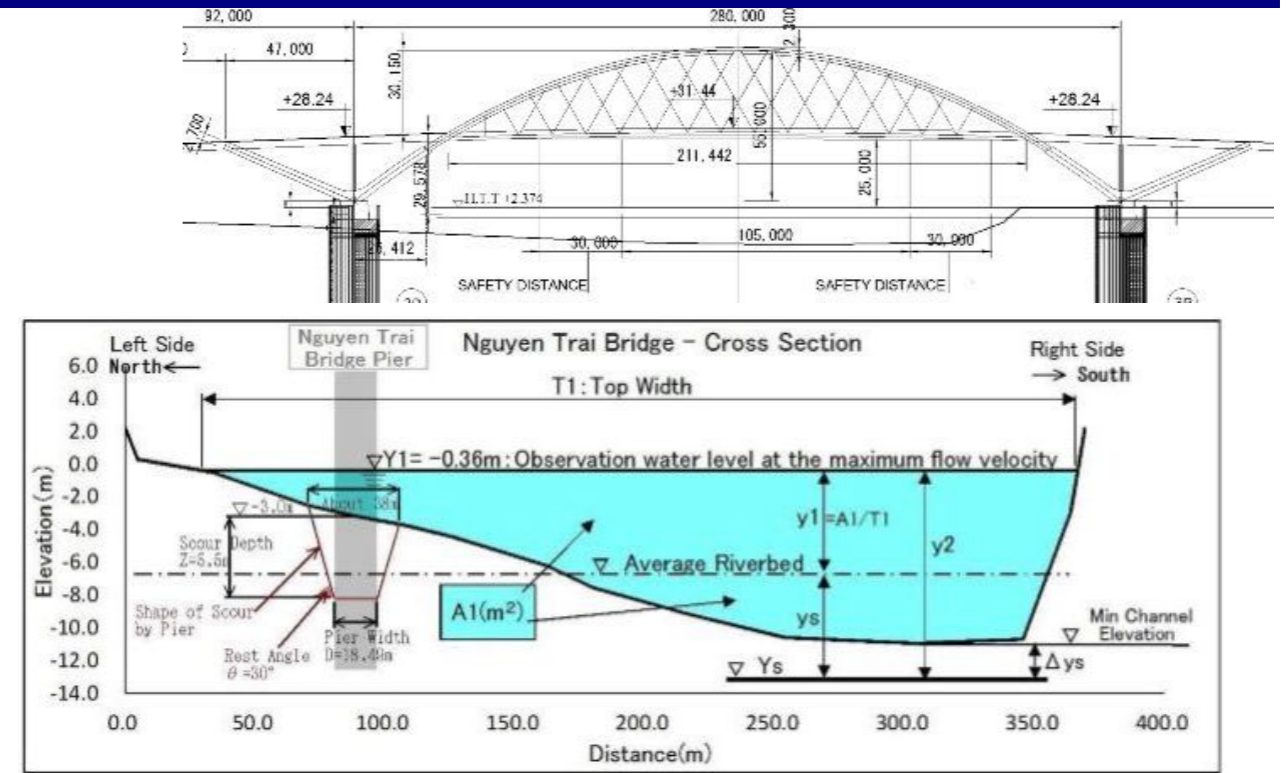 92,000
280,000
47,000
2,300
30,150
+28.24
+31.44
+28.24
55,000
211,442
29,578
25,000
+2.374
30,000
105,000
30,000
SAFETY DISTANCE
SAFETY DISTANCE
Nguyen Trai
Bridge Pier
Nguyen Trai Bridge - Cross Section
Left Side
North
Right Side
South
T1:Top Width
Y1= -0.36m:Observation water level at the maximum flow velocity
-3.0m
About 38m
Scour Depth
Z=5.5m
y1=A1/T1
y2
Average Riverbed
A1(m²)
ys
Shape of Scour
by Pier
Pier Width
D=18.49m
Rest Angle
θ=30°
Min Channel
Elevation
Ys
Δys
Elevation(m)
6.0
4.0
2.0
0.0
-2.0
-4.0
-6.0
-8.0
-10.0
-12.0
-14.0
0.0 50.0 100.0 150.0 200.0 250.0 300.0 350.0 400.0
Distance(m)